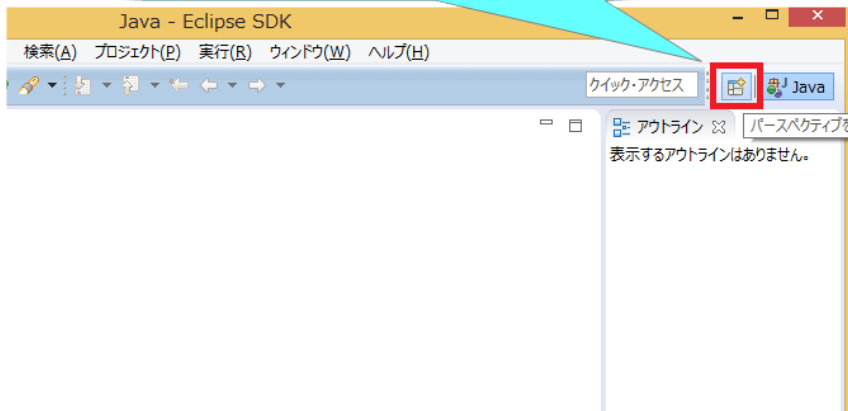 Java - Eclipse SDK
検索(A) プロジェクト(P) 実行(R) ウィンドウ(W) ヘルプ(H)
クイック・アクセス
Java
アウトライン
パースペクティブを
表示するアウトラインはありません。